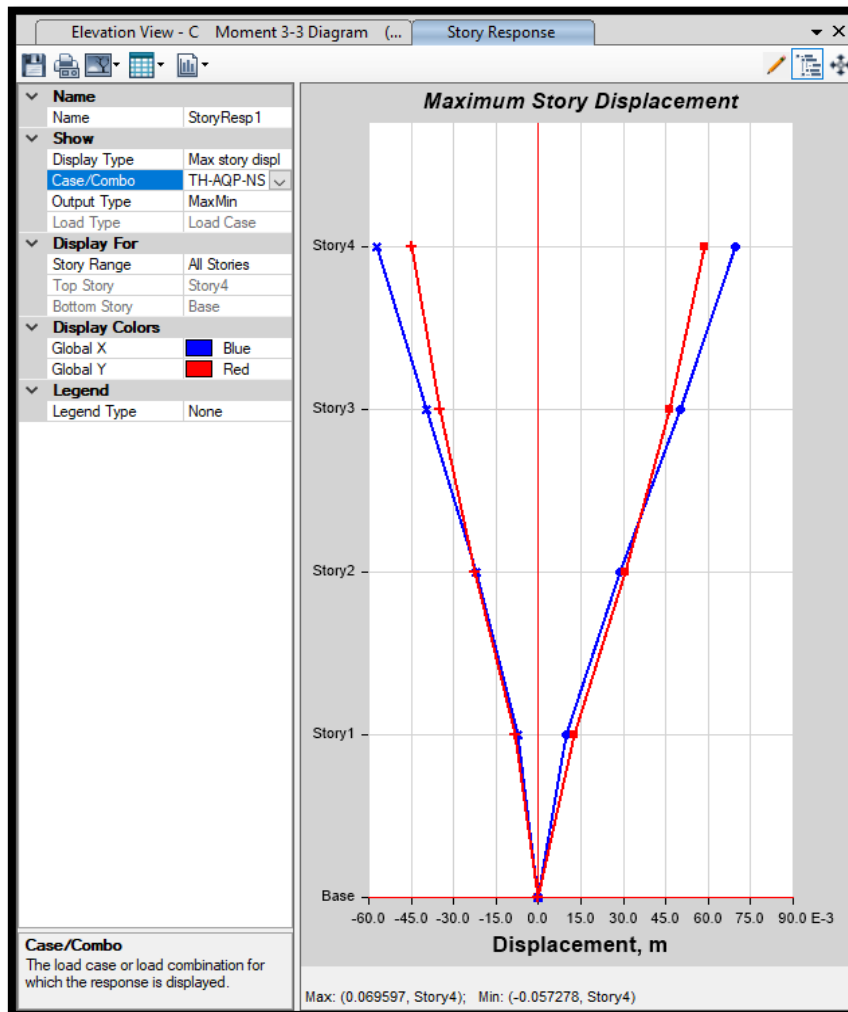 Elevation View - C Moment 3-3 Diagram (...
Story Response
Name
Name StoryResp1
Show
Display Type Max story displ
Case/Combo TH-AQP-NS
Output Type MaxMin
Load Type Load Case
Display For
Story Range All Stories
Top Story Story4
Bottom Story Base
Display Colors
Global X Blue
Global Y Red
Legend
Legend Type None
Case/Combo
The load case or load combination for
which the response is displayed.
Maximum Story Displacement
Story4
Story3
Story2
Story1
Base
-60.0 -45.0 -30.0 -15.0 0.0 15.0 30.0 45.0 60.0 75.0 90.0 E-3
Displacement, m
Max: (0.069597, Story4); Min: (-0.057278, Story4)